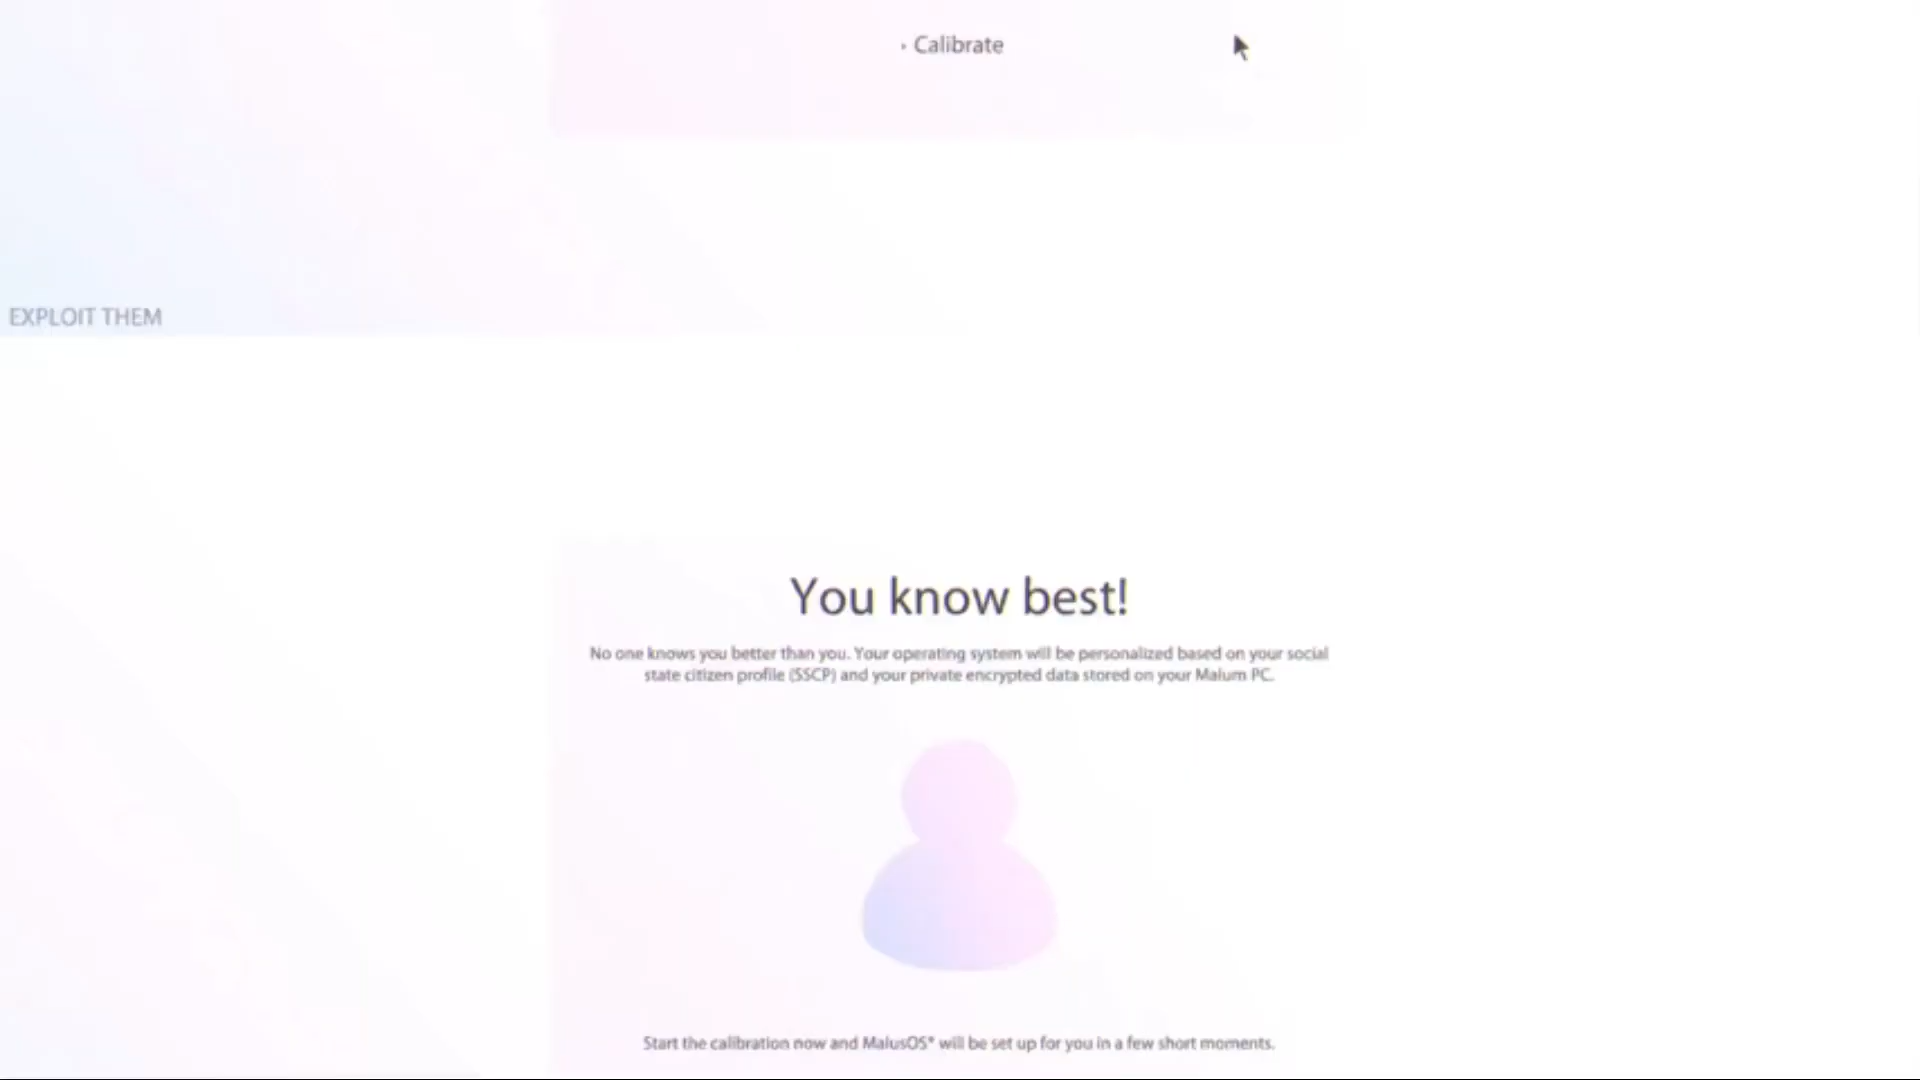 · Calibrate
EXPLOIT THEM
You know best!
No one knows you better than you. Your operating system will be personalized based on your social
state citizen profile (SSCP) and your private encrypted data stored on your Malum PC.
Start the calibration now and MalusOS* will be set up for you in a few short moments.